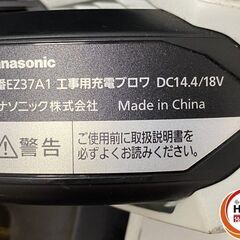 Panasonic
番EZ37A1 工事用充電ブロワ DC14.4/18V
ナソニック株式会社 Made in China
警告
ご使用前に取扱説明書を
必ずよくお読みください。